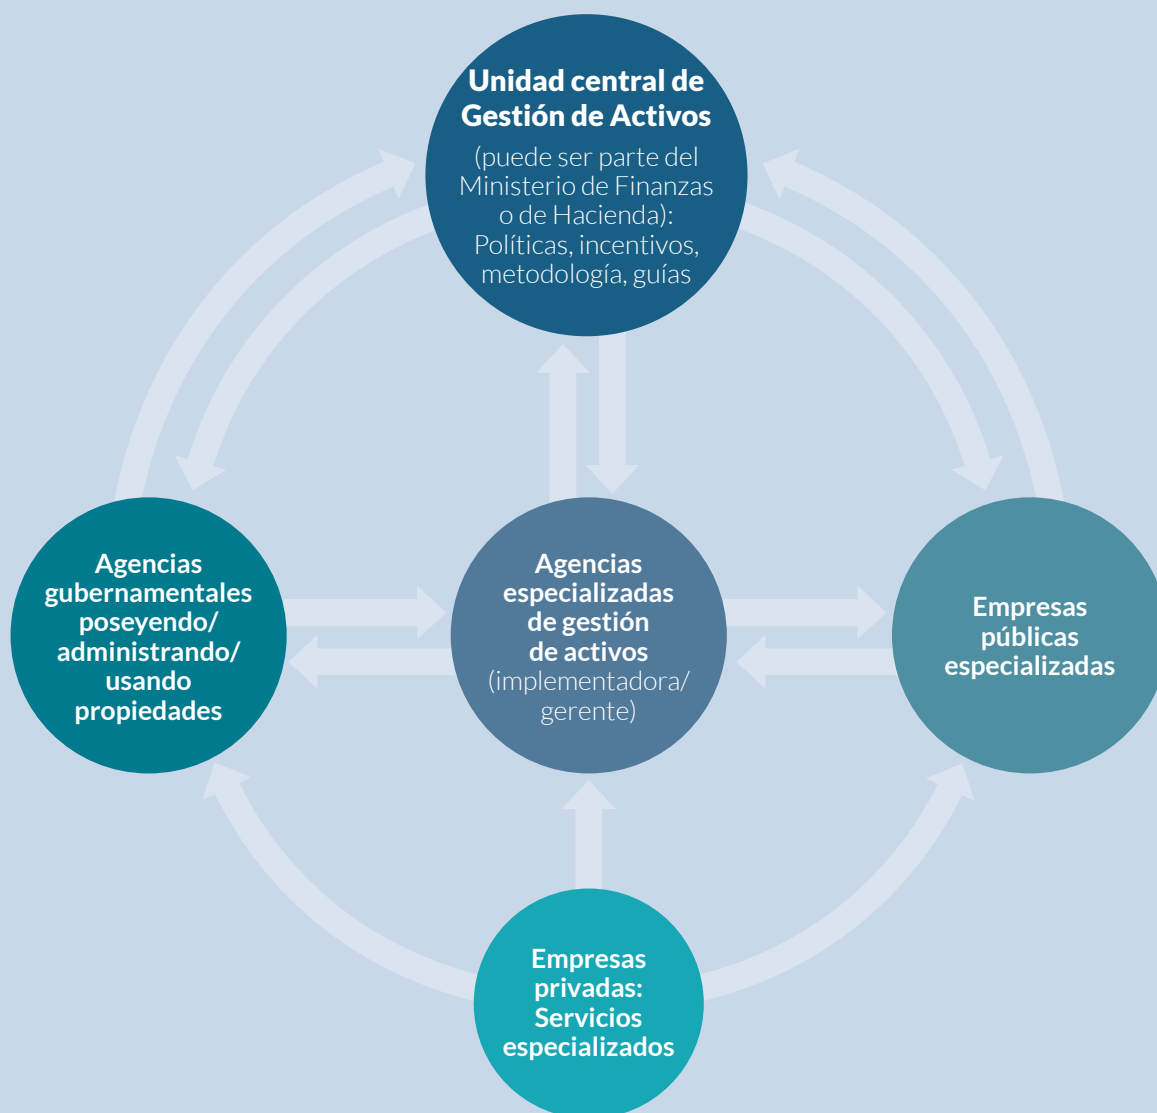 Unidad central de
Gestión de Activos
(puede ser parte del
Ministerio de Finanzas
o de Hacienda):
Políticas, incentivos,
metodología, guías
Agencias
gubernamentales
poseyendo/
administrando/
usando
propiedades
Agencias
especializadas
de gestión
de activos
(implementadora/
gerente)
Empresas
públicas
especializadas
Empresas
privadas:
Servicios
especializados